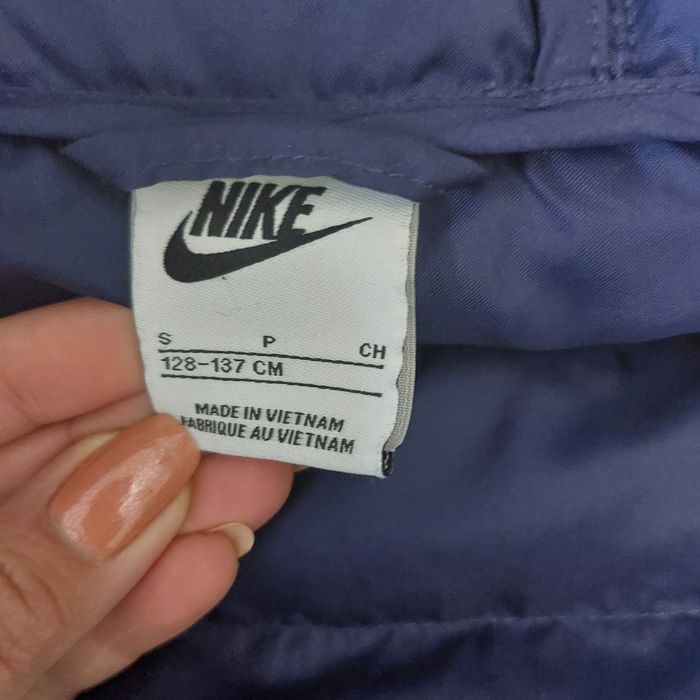 NIKE
S P CH
128-137 CM
MADE IN VIETNAM
FABRIQUE AU VIETNAM